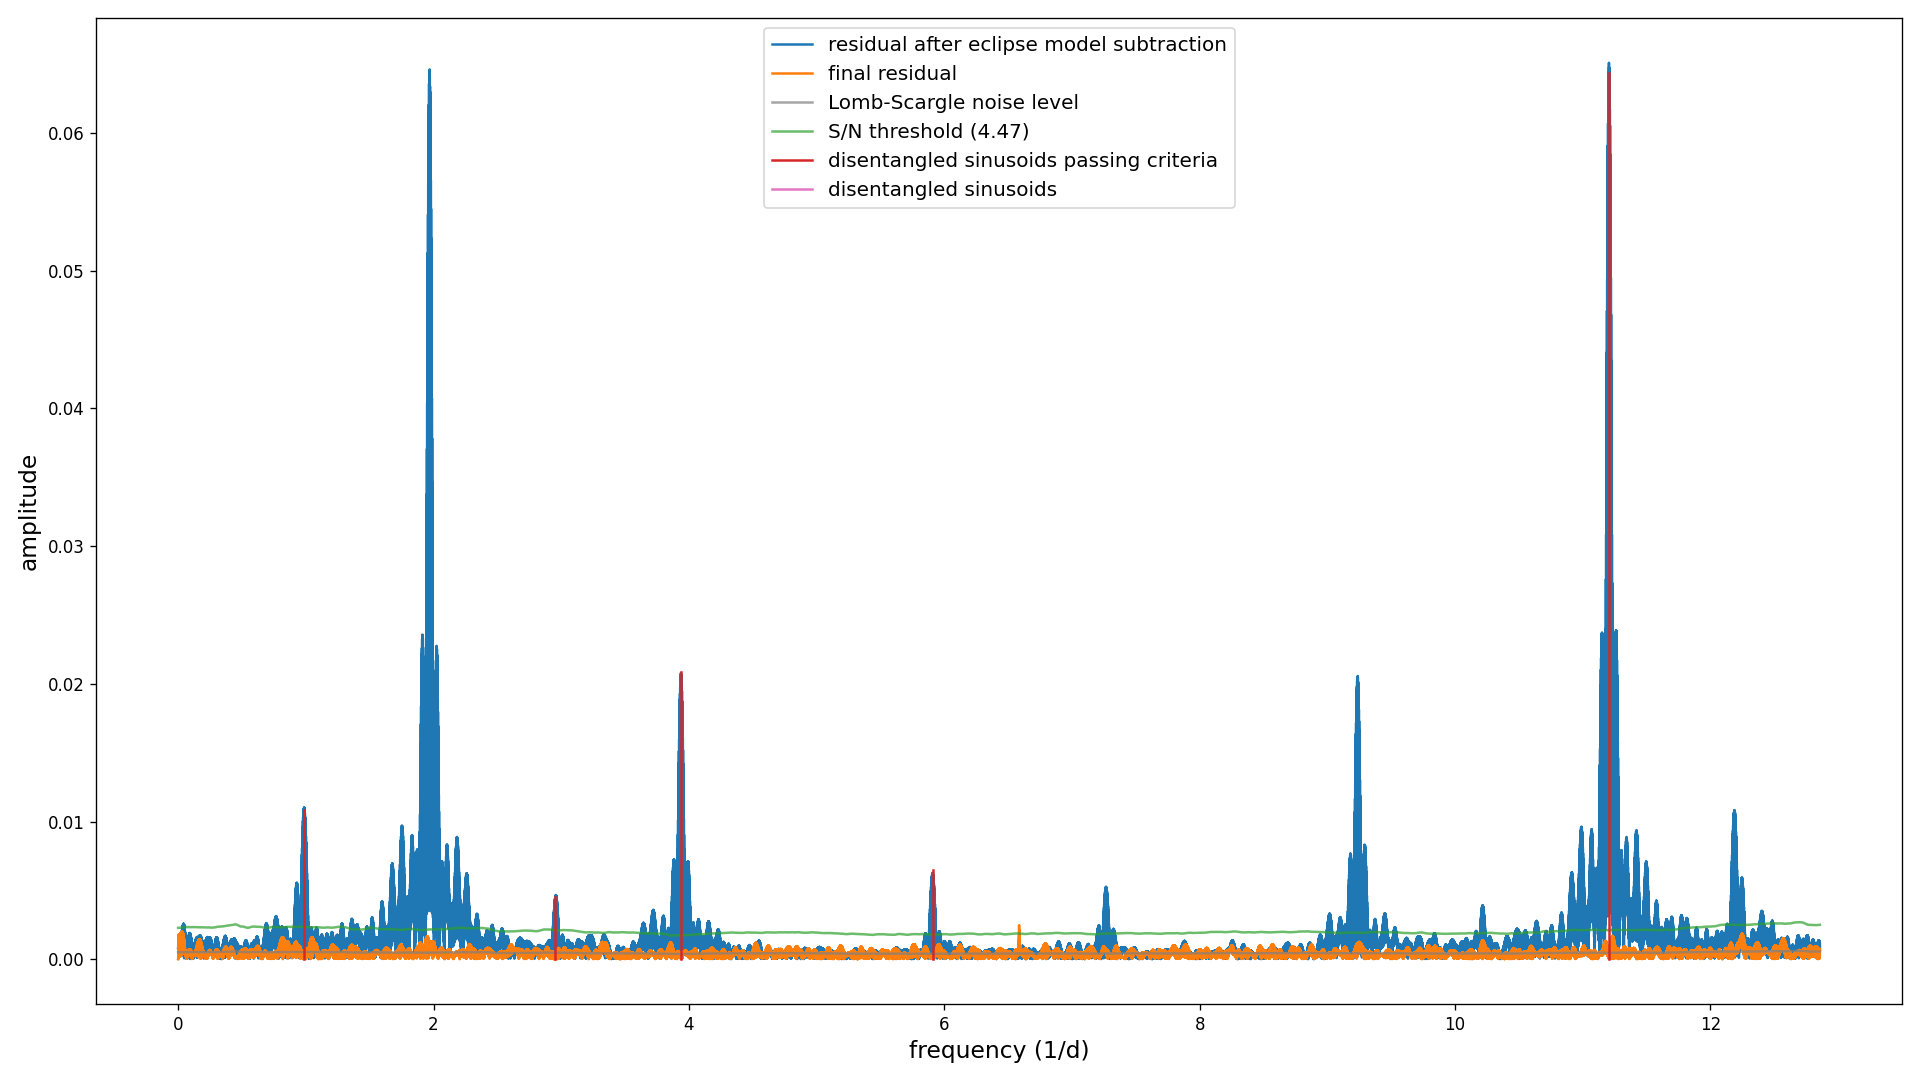 residual after eclipse model subtraction
final residual
Lomb-Scargle noise level
S/N threshold (4.47)
disentangled sinusoids passing criteria
disentangled sinusoids
amplitude
0.06
0.05
0.04
0.03
0.02
0.01
0.00
0 2 4 6 8 10 12
frequency (1/d)